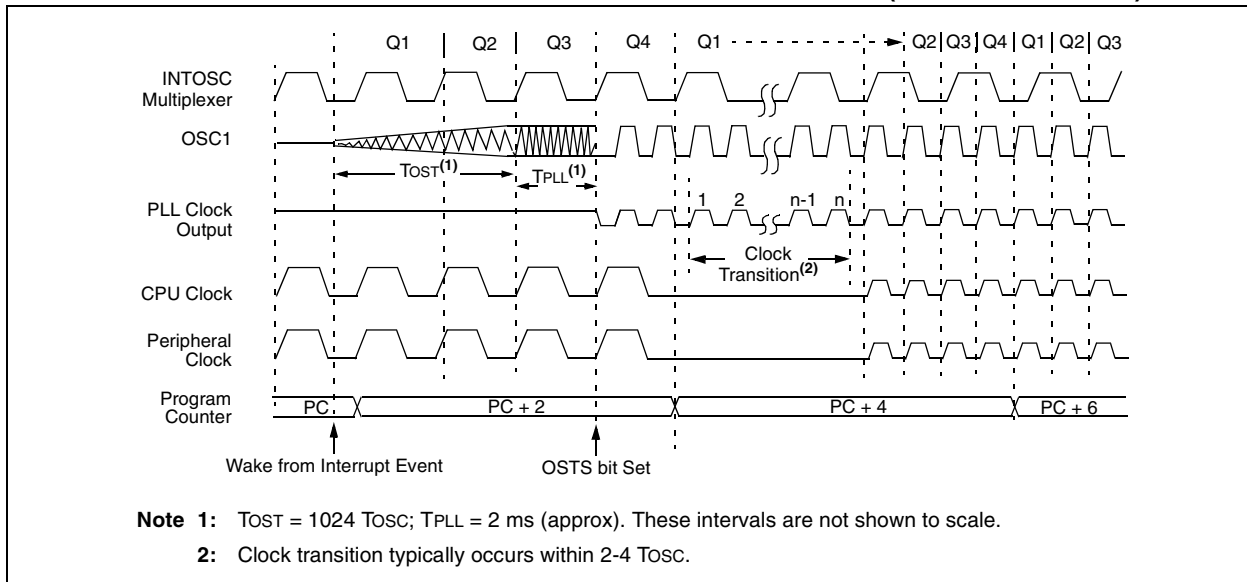 Q1 Q2 Q3 Q4 Q1 Q2 Q3 Q4 Q1 Q2 Q3
INTOSC
Multiplexer
OSC1
TOST(1) TPLL(1)
PLL Clock
Output
1 2 n-1 n
Clock
Transition(2)
CPU Clock
Peripheral
Clock
Program
Counter
PC PC + 2 PC + 4 PC + 6
Wake from Interrupt Event OSTS bit Set
Note 1: TOST = 1024 TOSC; TPLL = 2 ms (approx). These intervals are not shown to scale.
2: Clock transition typically occurs within 2-4 TOSC.